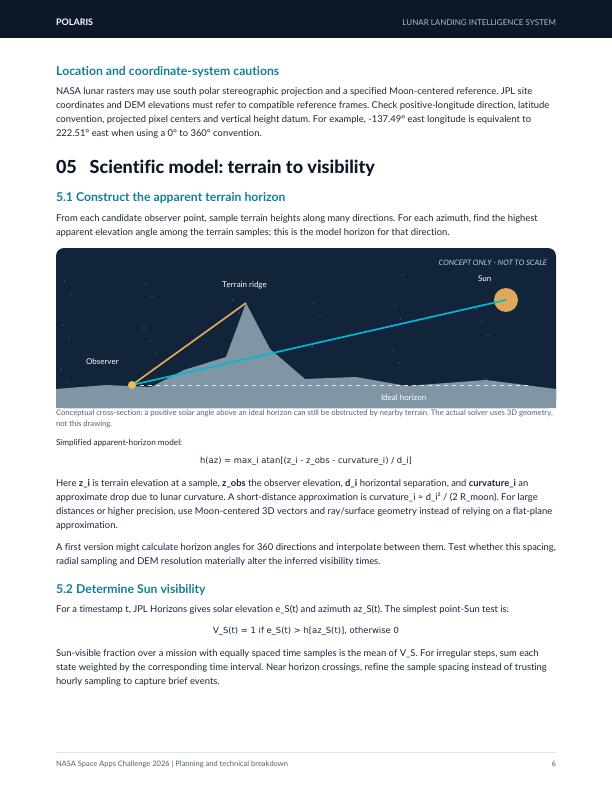 POLARIS
LUNAR LANDING INTELLIGENCE SYSTEM
Location and coordinate-system cautions
NASA lunar rasters may use south polar stereographic projection and a specified Moon-centered reference. JPL site
coordinates and DEM elevations must refer to compatible reference frames. Check positive-longitude direction, latitude
convention, projected pixel centers and vertical height datum. For example, -137.49° east longitude is equivalent to
222.51° east when using a 0° to 360° convention.
05 Scientific model: terrain to visibility
5.1 Construct the apparent terrain horizon
From each candidate observer point, sample terrain heights along many directions. For each azimuth, find the highest
apparent elevation angle among the terrain samples; this is the model horizon for that direction.
CONCEPT ONLY - NOT TO SCALE
Sun
Terrain ridge
Observer
Ideal horizon
Conceptual cross-section: a positive solar angle above an ideal horizon can still be obstructed by nearby terrain. The actual solver uses 3D geometry,
not this drawing.
Simplified apparent-horizon model:
h(az) = max_i atan[(z_i - z_obs - curvature_i) / d_i]
Here z_i is terrain elevation at a sample, z_obs the observer elevation, d_i horizontal separation, and curvature_i an
approximate drop due to lunar curvature. A short-distance approximation is curvature_i ≈ d_i² / (2 R_moon). For large
distances or higher precision, use Moon-centered 3D vectors and ray/surface geometry instead of relying on a flat-plane
approximation.
A first version might calculate horizon angles for 360 directions and interpolate between them. Test whether this spacing,
radial sampling and DEM resolution materially alter the inferred visibility times.
5.2 Determine Sun visibility
For a timestamp t, JPL Horizons gives solar elevation e_S(t) and azimuth az_S(t). The simplest point-Sun test is:
V_S(t) = 1 if e_S(t) > h[az_S(t)], otherwise 0
Sun-visible fraction over a mission with equally spaced time samples is the mean of V_S. For irregular steps, sum each
state weighted by the corresponding time interval. Near horizon crossings, refine the sample spacing instead of trusting
hourly sampling to capture brief events.
NASA Space Apps Challenge 2026 | Planning and technical breakdown
6